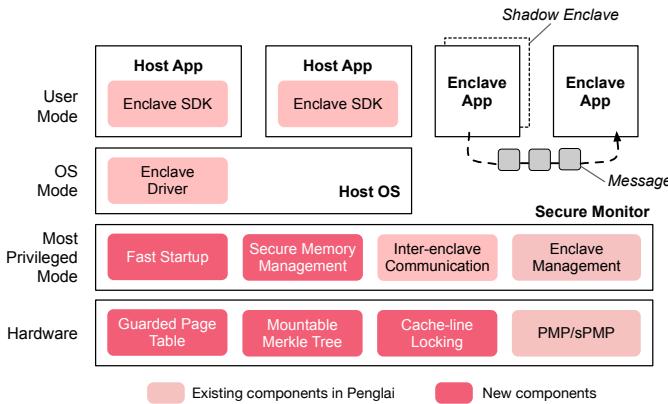 Shadow Enclave
Host App
Host App
Enclave SDK
Enclave SDK
Enclave
App
Enclave
App
User
Mode
OS
Mode
Enclave
Driver
Host OS
Message
Secure Monitor
Most
Privileged
Mode
Fast Startup
Secure Memory
Management
Inter-enclave
Communication
Enclave
Management
Hardware
Guarded Page
Table
Mountable
Merkle Tree
Cache-line
Locking
PMP/sPMP
Existing components in Penglai
New components